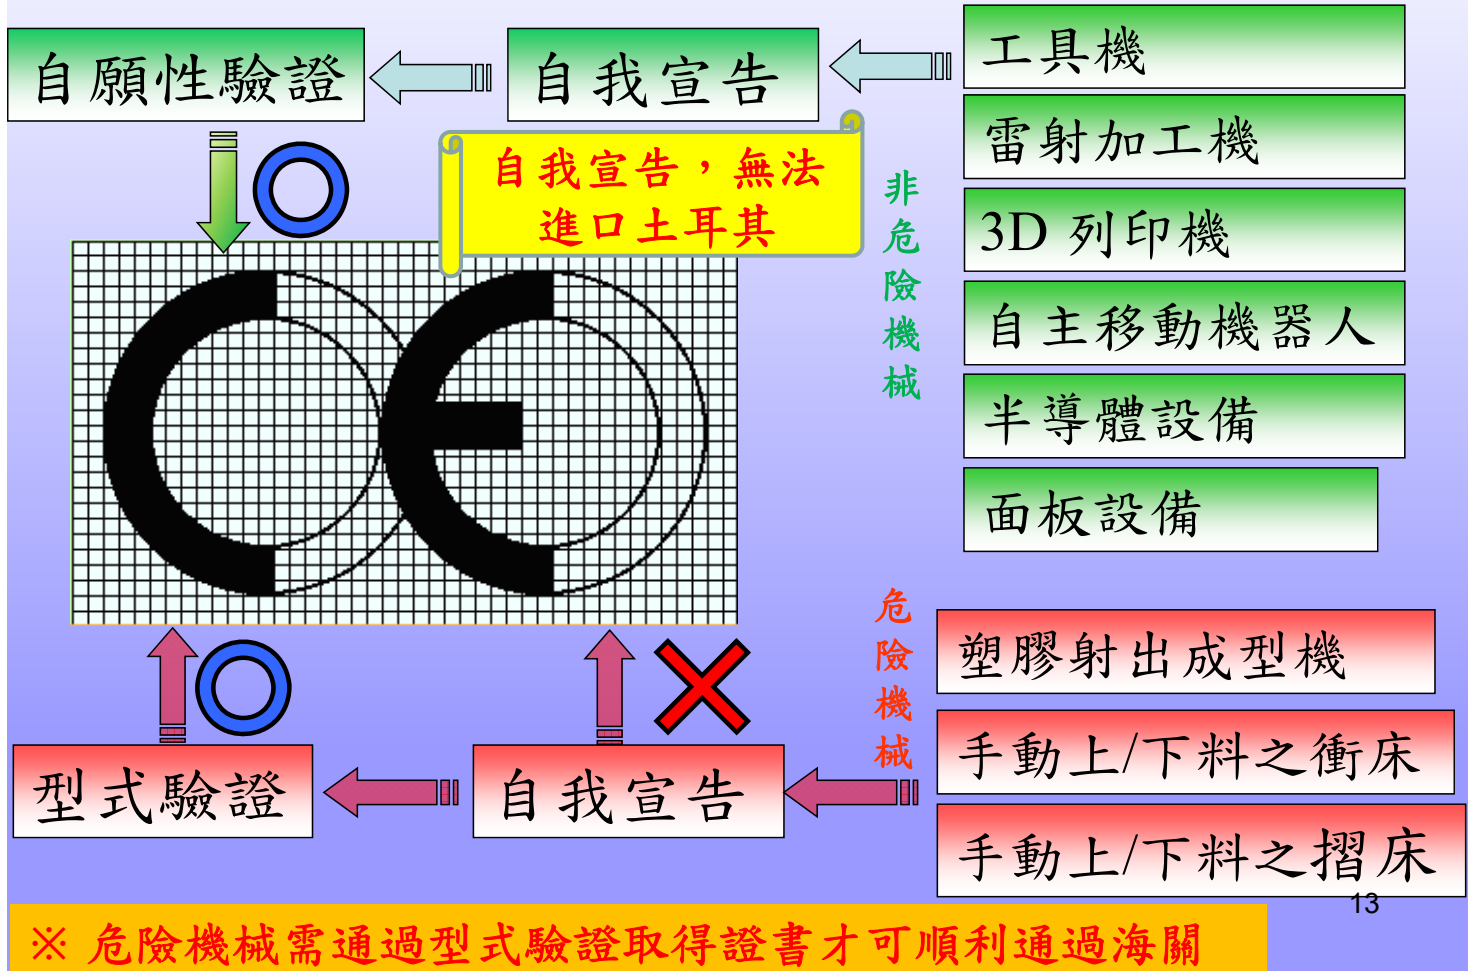 自願性驗證
自我宣告
工具機
雷射加工機
3D 列印機
自主移動機器人
半導體設備
面板設備
自我宣告，無法
進口土耳其
非危險機械
CE
危險機械
塑膠射出成型機
手動上/下料之衝床
手動上/下料之摺床
型式驗證
自我宣告
13
※ 危險機械需通過型式驗證取得證書才可順利通過海關